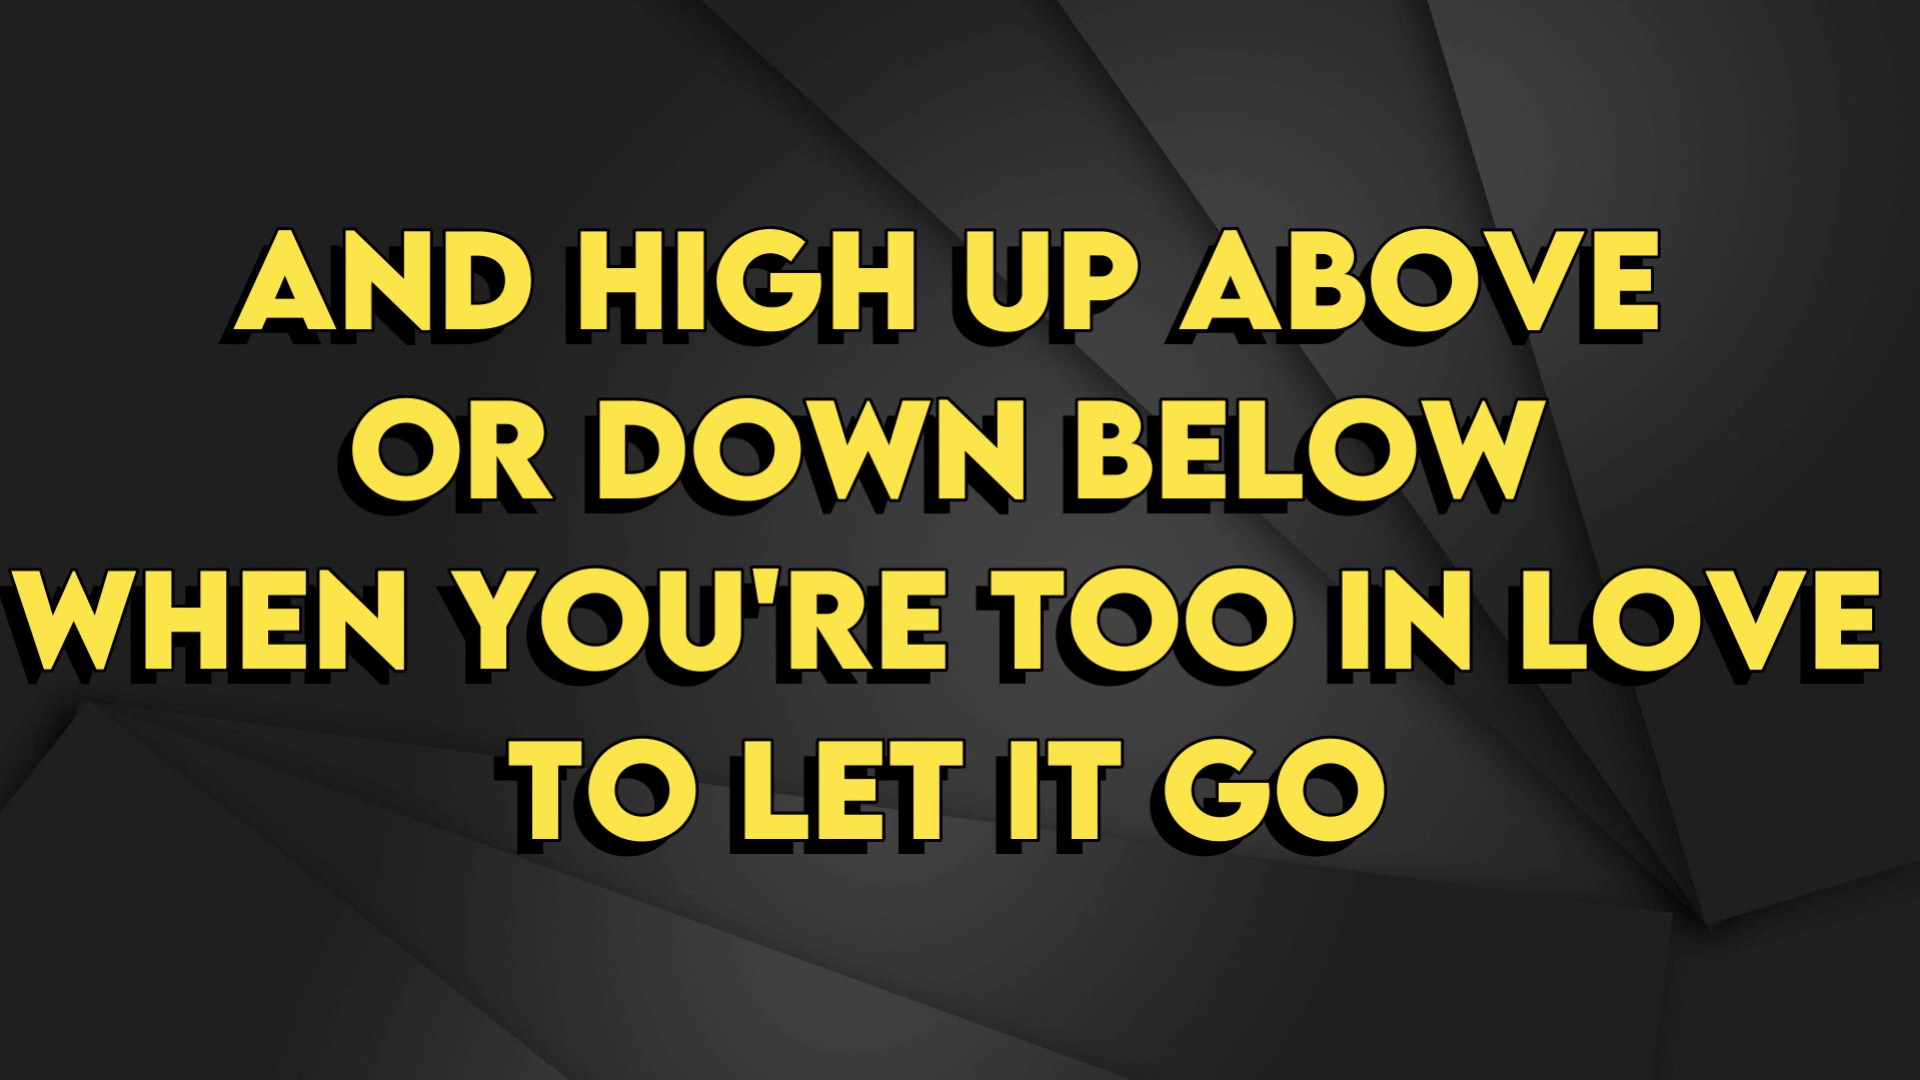 AND HIGH UP ABOVE
OR DOWN BELOW
WHEN YOU'RE TOO IN LOVE
TO LET IT GO